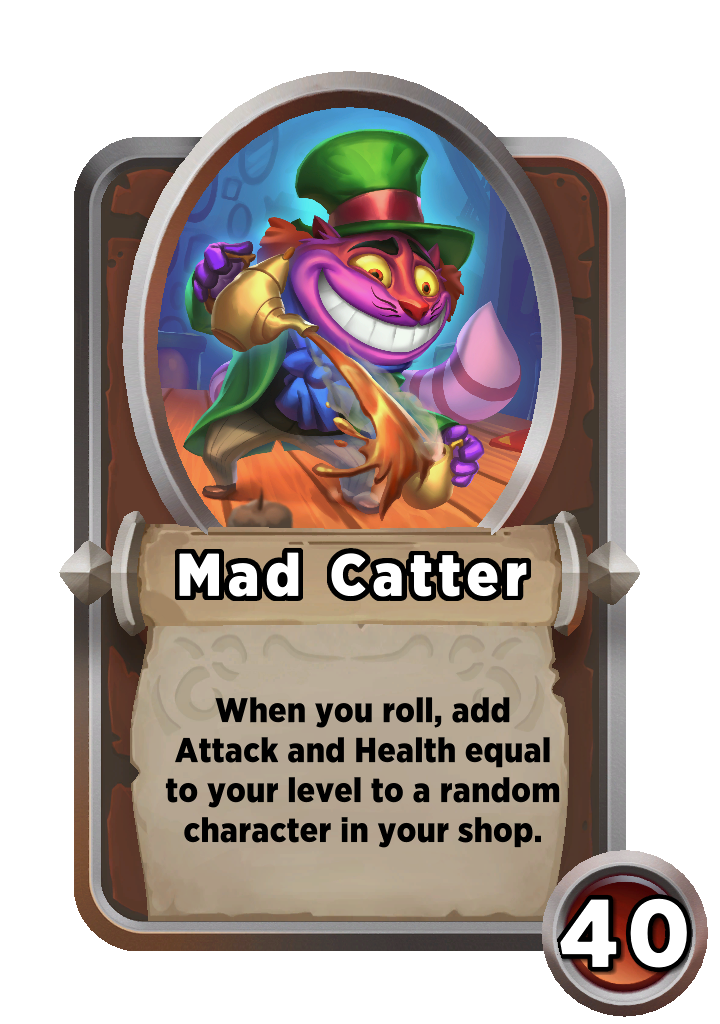 Mad Catter
When you roll, add
Attack and Health equal
to your level to a random
character in your shop.
40